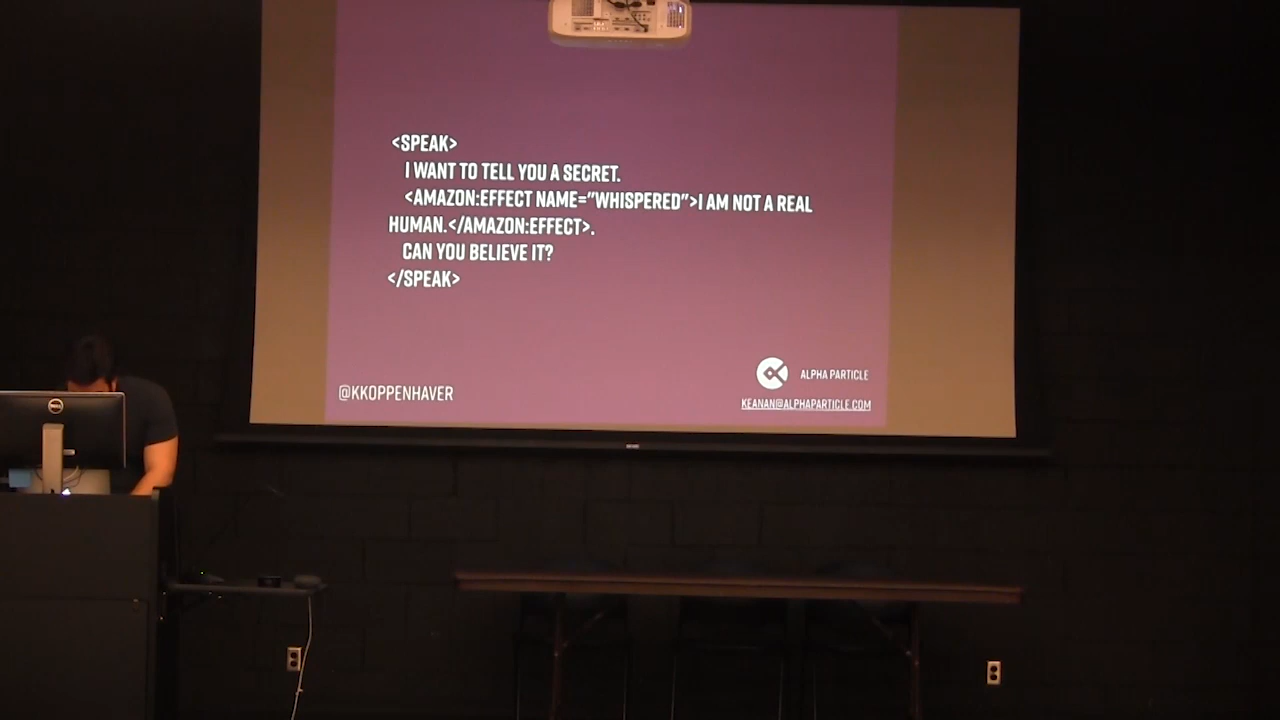 <SPEAK>
I WANT TO TELL YOU A SECRET.
<AMAZON:EFFECT NAME="WHISPERED">I AM NOT A REAL
HUMAN.</AMAZON:EFFECT>.
CAN YOU BELIEVE IT?
</SPEAK>
@KKOPPENHAVER
ALPHA PARTICLE
KEANAN@ALPHAPARTICLE.COM
DELL